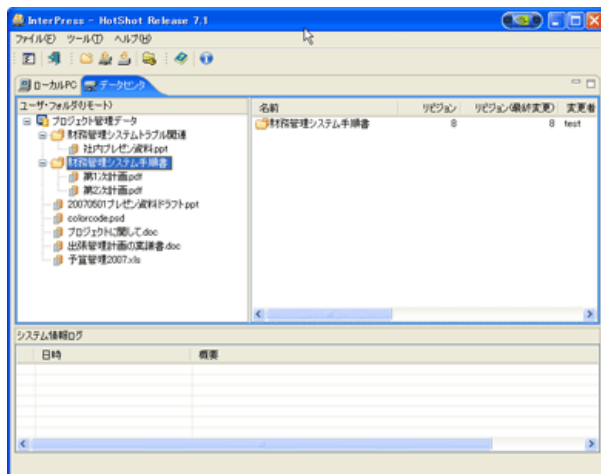 InterPress - HotShot Release 7.1
ファイル(F) ツール(T) ヘルプ(H)
ローカルPC データセンタ
ユーザ・フォルダ(リモート)
名前 リビジョン リビジョン(最終変更) 変更者
プロジェクト管理データ
財務管理システム手順書 8 8 test
財務管理システムトラブル関連
社内プレゼン資料.ppt
財務管理システム手順書
第1次計画.pdf
第2次計画.pdf
20070501プレゼン資料ドラフト.ppt
colorcode.psd
プロジェクトに関して.doc
出張管理計画の稟議書.doc
予算管理2007.xls
システム情報ログ
日時 概要